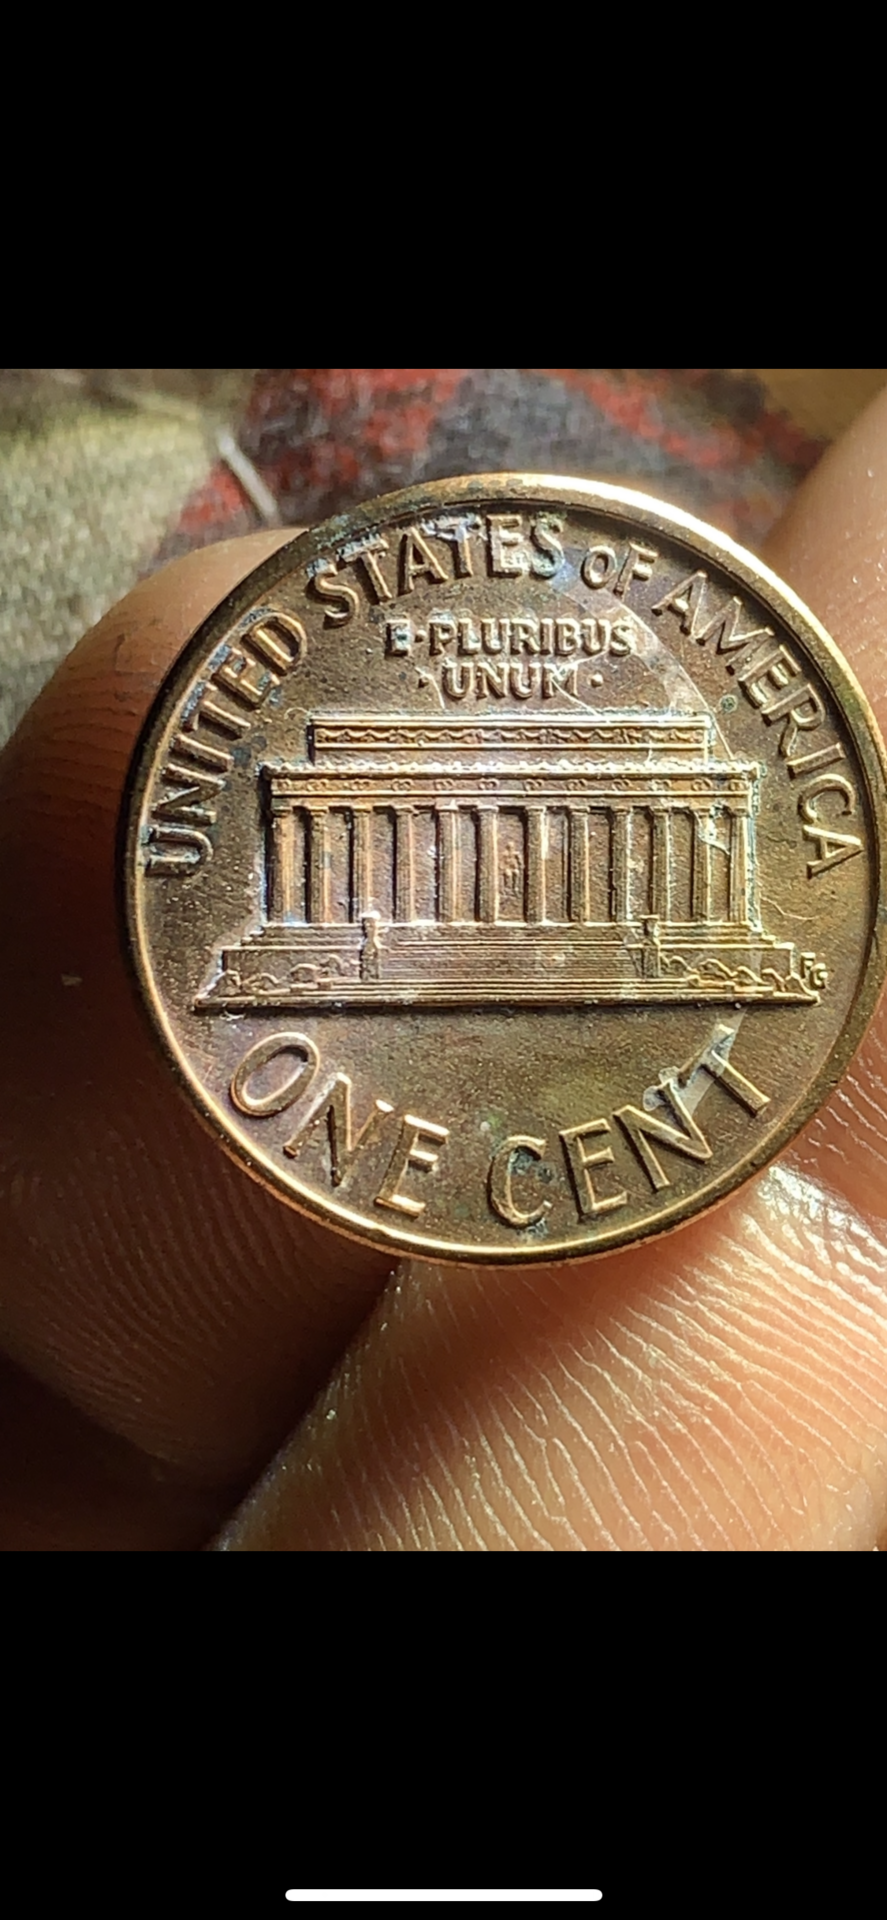 UNITED STATES OF AMERICA
E·PLURIBUS
·UNUM·
FG
ONE CENT